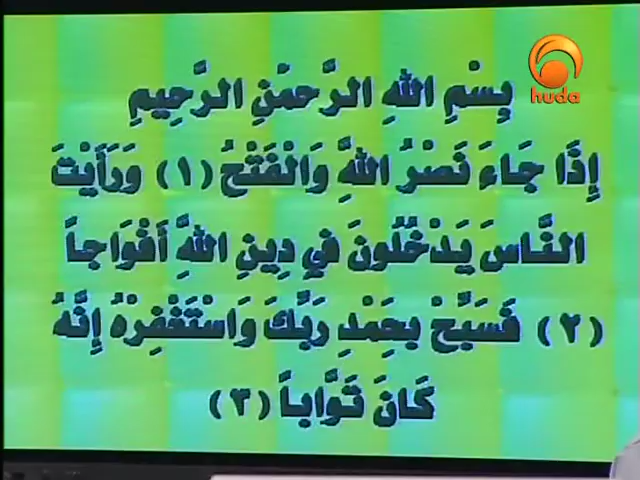 huda
بِسْمِ اللهِ الرَّحْمَنِ الرَّحِيمِ
إِذَا جَاءَ نَصْرُ اللهَِّ وَالْفَتْحُ (١) وَرَأَيْتَ
النَّاسَ يَدْخُلُونَ فِي دِينِ اللهَِّ أَفْوَاجاً
(٢) فَسَبِّحْ بِحَمْدِ رَبِّكَ وَاسْتَغْفِرْهُ إِنَّهُ
كَانَ تَوَّاباً (٣)